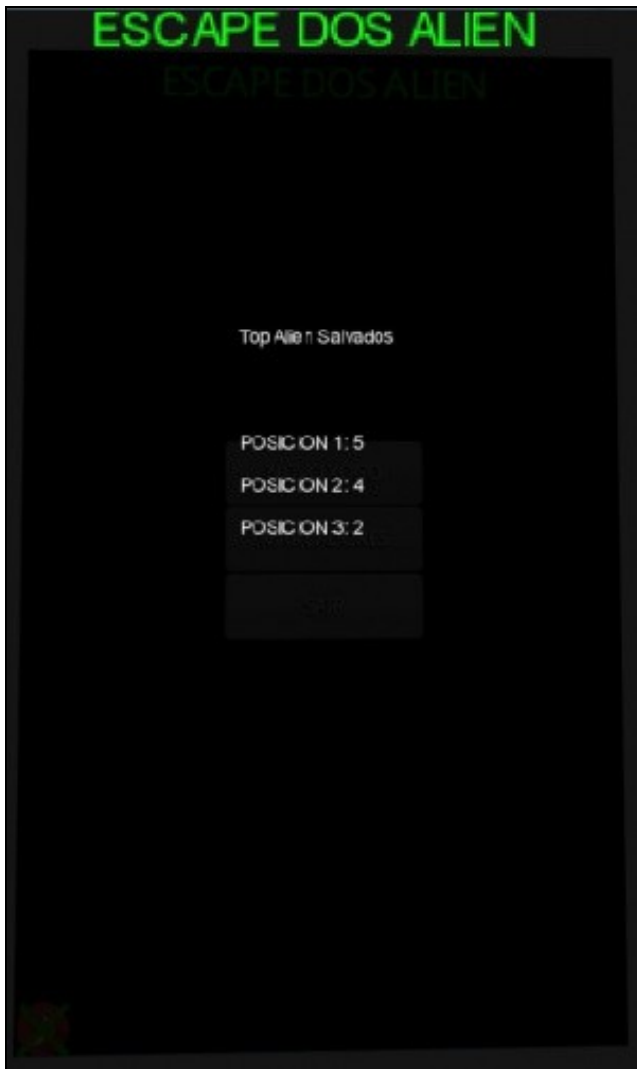 ESCAPE DOS ALIEN
ESCAPE DOS ALIEN
Top Alien Salvados
POSICION 1: 5
POSICION 2: 4
POSICION 3: 2